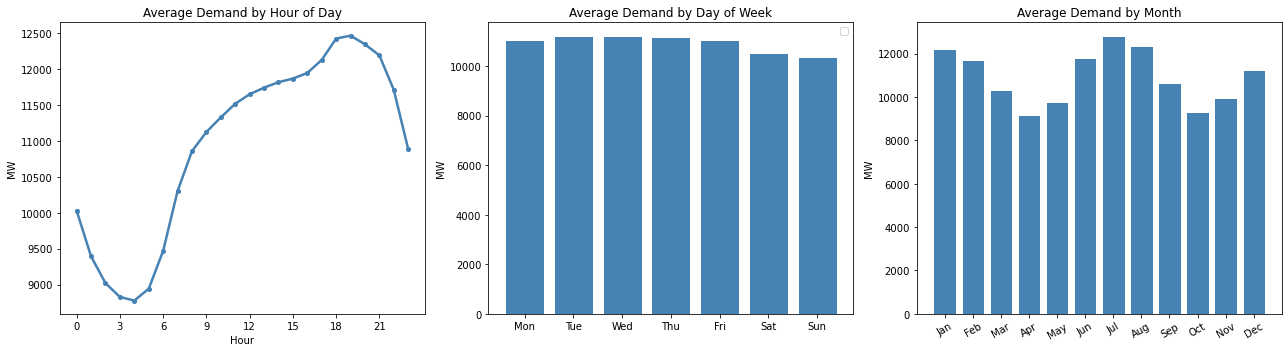 Average Demand by Hour of Day
12500
12000
11500
11000
10500
10000
9500
9000
MW
0 3 6 9 12 15 18 21
Hour
Average Demand by Day of Week
10000
8000
6000
4000
2000
0
MW
Mon Tue Wed Thu Fri Sat Sun
Average Demand by Month
12000
10000
8000
6000
4000
2000
0
MW
Jan Feb Mar Apr May Jun Jul Aug Sep Oct Nov Dec